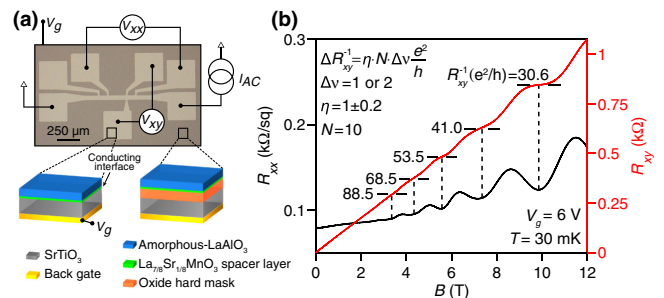 (a)
V_g
V_xx
I_AC
V_xy
250 μm
Conducting
interface
V_g
SrTiO₃
Back gate
Amorphous-LaAlO₃
La₇/₈Sr₁/₈MnO₃ spacer layer
Oxide hard mask
(b)
R_xx (kΩ/sq)
0.3
0.2
0.1
ΔR_xy⁻¹=η·N·Δν e²/h
Δν=1 or 2
η=1±0.2
N=10
R_xy⁻¹(e²/h)=30.6
41.0
53.5
68.5
88.5
V_g = 6 V
T = 30 mK
0 2 4 6 8 10 12
B (T)
1
0.75
0.5
0.25
0
R_xy (kΩ)